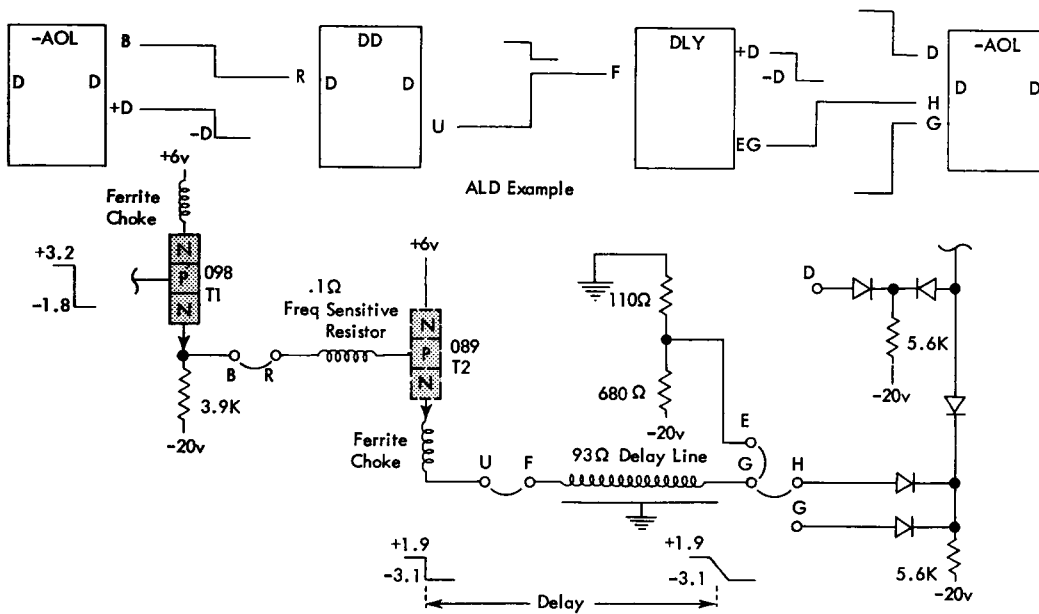 -AOL
B
D
D
+D
-D
R
DD
D
D
U
F
DLY
+D
-D
EG
D
H
G
-AOL
D
D
ALD Example
+6v
Ferrite
Choke
N
P
N
098
T1
+3.2
-1.8
B
R
3.9K
-20v
.1Ω
Freq Sensitive
Resistor
+6v
N
P
N
089
T2
Ferrite
Choke
U
F
110Ω
680 Ω
-20v
E
93Ω Delay Line
G
H
G
D
5.6K
-20v
5.6K
-20v
+1.9
-3.1
+1.9
-3.1
Delay